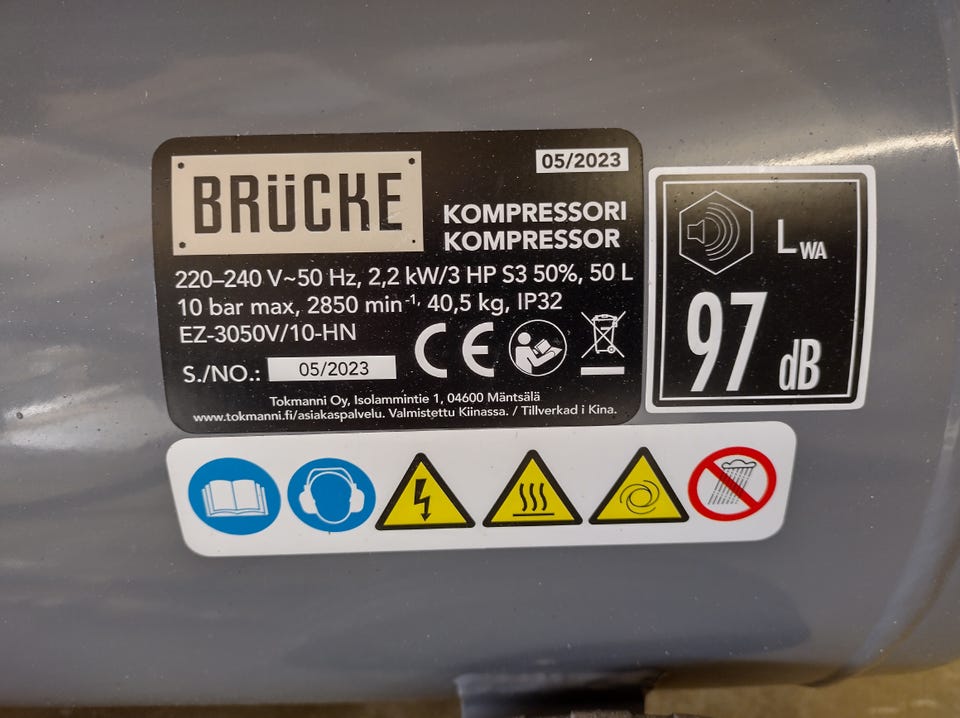 BRÜCKE
05/2023
KOMPRESSORI
KOMPRESSOR
220–240 V~50 Hz, 2,2 kW/3 HP S3 50%, 50 L
10 bar max, 2850 min⁻¹, 40,5 kg, IP32
EZ-3050V/10-HN
CE
S./NO.: 05/2023
Tokmanni Oy, Isolammintie 1, 04600 Mäntsälä
www.tokmanni.fi/asiakaspalvelu. Valmistettu Kiinassa. / Tillverkad i Kina.
LWA
97 dB